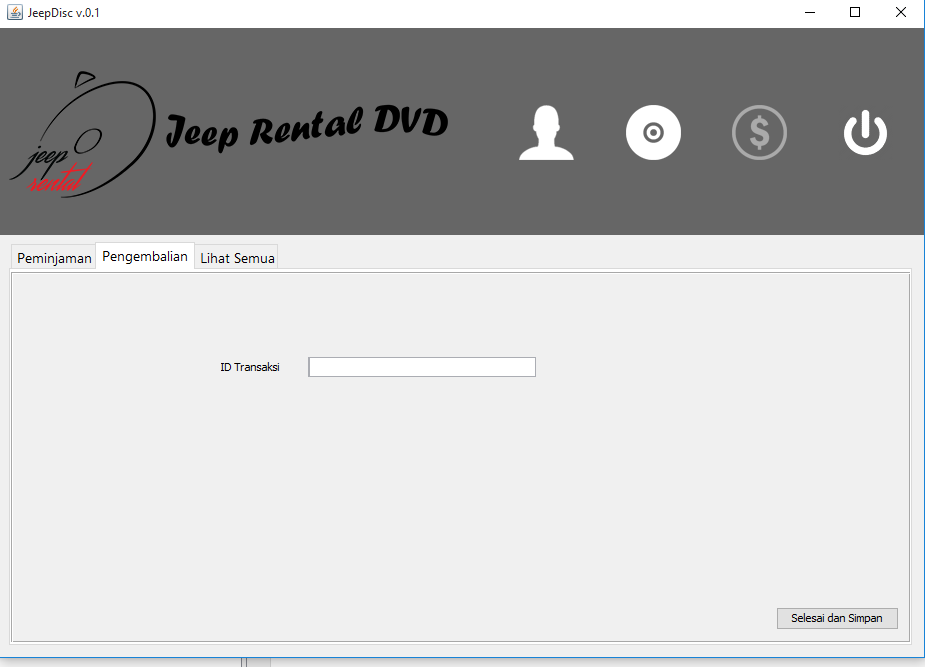 JeepDisc v.0.1
jeep
rental
Jeep Rental DVD
$
Peminjaman
Pengembalian
Lihat Semua
ID Transaksi
Selesai dan Simpan